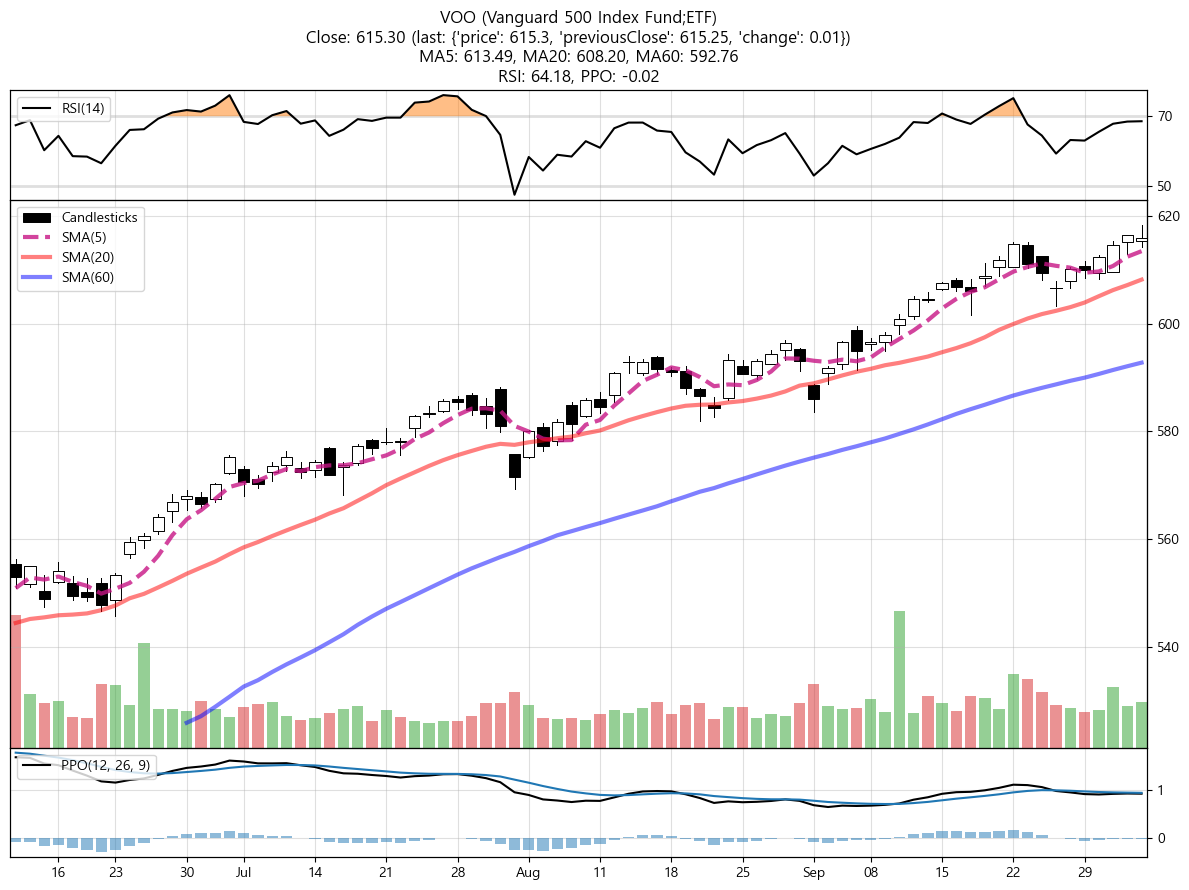 VOO (Vanguard 500 Index Fund;ETF)
Close: 615.30 (last: {'price': 615.3, 'previousClose': 615.25, 'change': 0.01})
MA5: 613.49, MA20: 608.20, MA60: 592.76
RSI: 64.18, PPO: -0.02
RSI(14)
70
50
Candlesticks
SMA(5)
SMA(20)
SMA(60)
620
600
580
560
540
PPO(12, 26, 9)
1
0
16 23 30 Jul 14 21 28 Aug 11 18 25 Sep 08 15 22 29